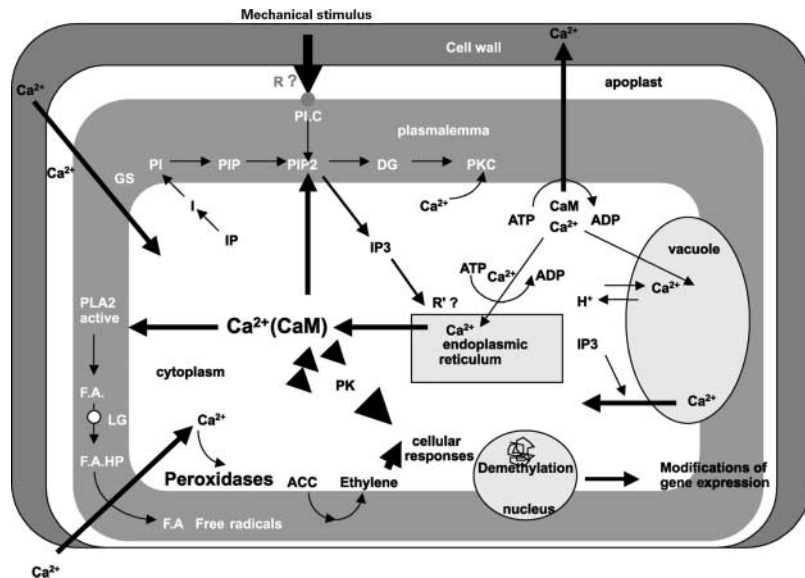 Mechanical stimulus
Ca²⁺
Cell wall
R ?
apoplast
Ca²⁺
PI.C
plasmalemma
Ca²⁺
GS
PI
PIP
PIP2
DG
PKC
I
IP
Ca²⁺
ATP
CaM
ADP
Ca²⁺
IP3
vacuole
ATP
Ca²⁺
ADP
Ca²⁺
H⁺
R' ?
PLA2
active
Ca²⁺(CaM)
Ca²⁺
endoplasmic
reticulum
IP3
cytoplasm
PK
F.A.
Ca²⁺
Ca²⁺
LG
cellular
responses
F.A.HP
Peroxidases
ACC
Ethylene
Demethylation
Modifications of
gene expression
nucleus
F.A Free radicals
Ca²⁺